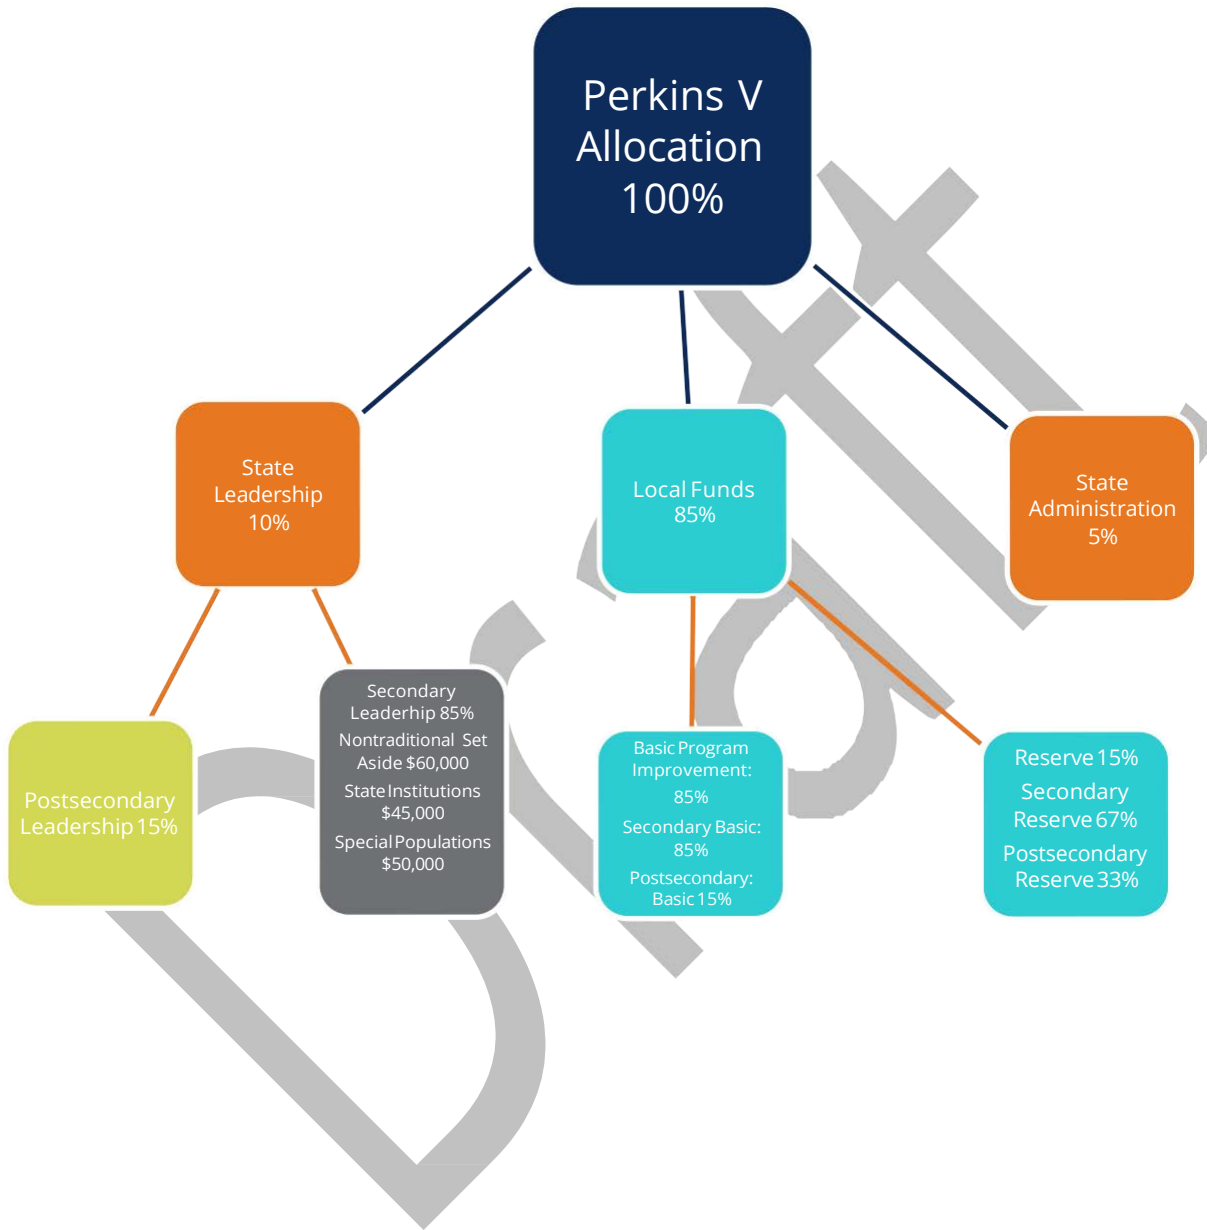 Perkins V
Allocation
100%
State
Leadership
10%
Local Funds
85%
State
Administration
5%
Postsecondary
Leadership 15%
Secondary
Leaderhip 85%
Nontraditional Set
Aside $60,000
State Institutions
$45,000
Special Populations
$50,000
Basic Program
Improvement:
85%
Secondary Basic:
85%
Postsecondary:
Basic 15%
Reserve 15%
Secondary
Reserve 67%
Postsecondary
Reserve 33%
Draft